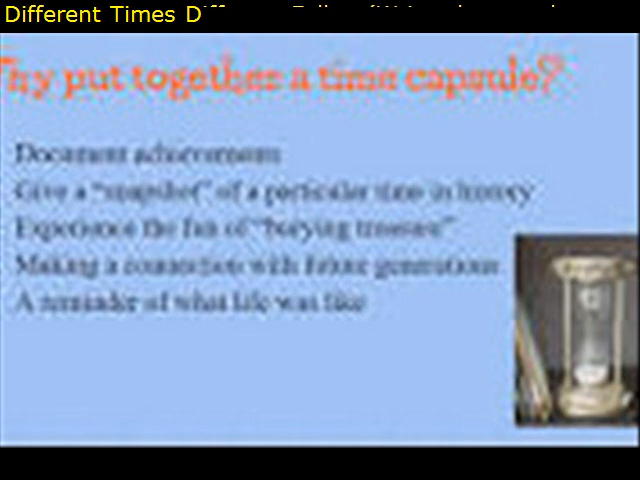 Different Times D
hy put together a time capsule?
Document achievements
Give a "snapshot" of a particular time in history
Experience the fun of "burying treasure"
Making a connection with future generations
A reminder of what life was like